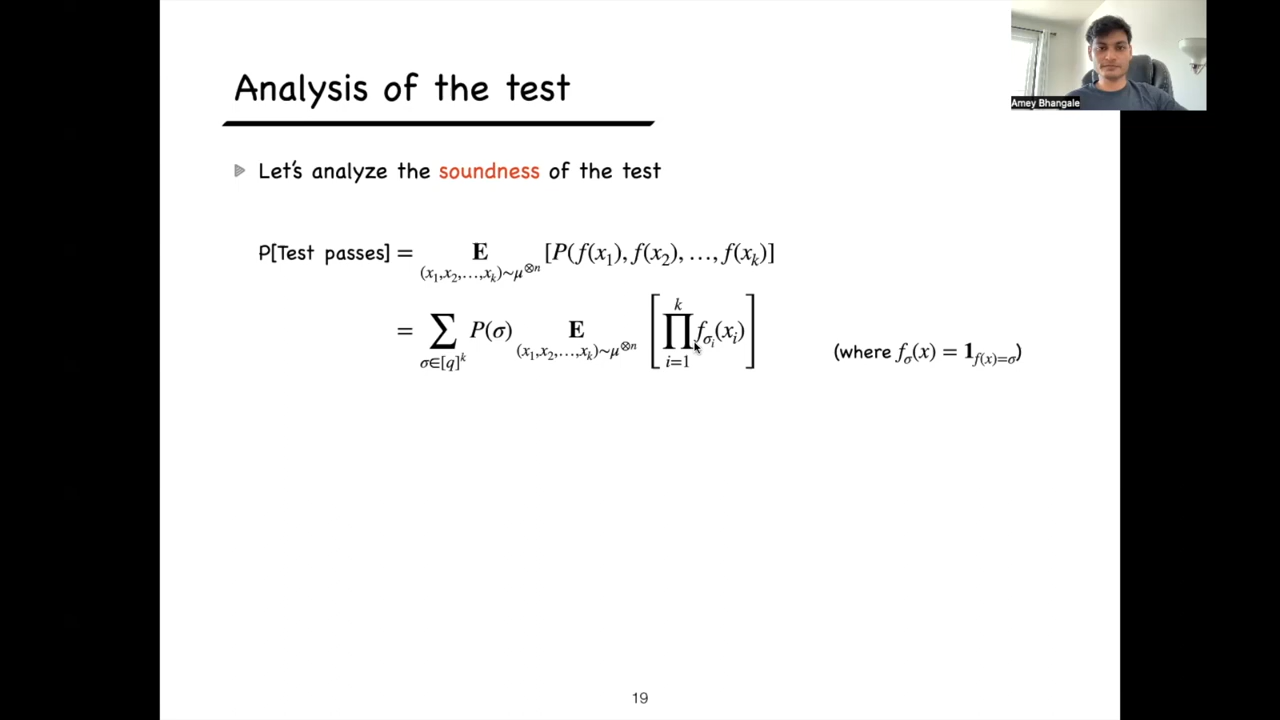 Analysis of the test
Amey Bhangale
Let's analyze the soundness of the test
P[Test passes] = E_{(x_1,x_2,…,x_k)∼μ^{⊗n}} [P(f(x_1), f(x_2), …, f(x_k)]
= ∑_{σ∈[q]^k} P(σ) E_{(x_1,x_2,…,x_k)∼μ^{⊗n}} [∏_{i=1}^{k} f_{σ_i}(x_i)] (where f_σ(x) = 1_{f(x)=σ})
19